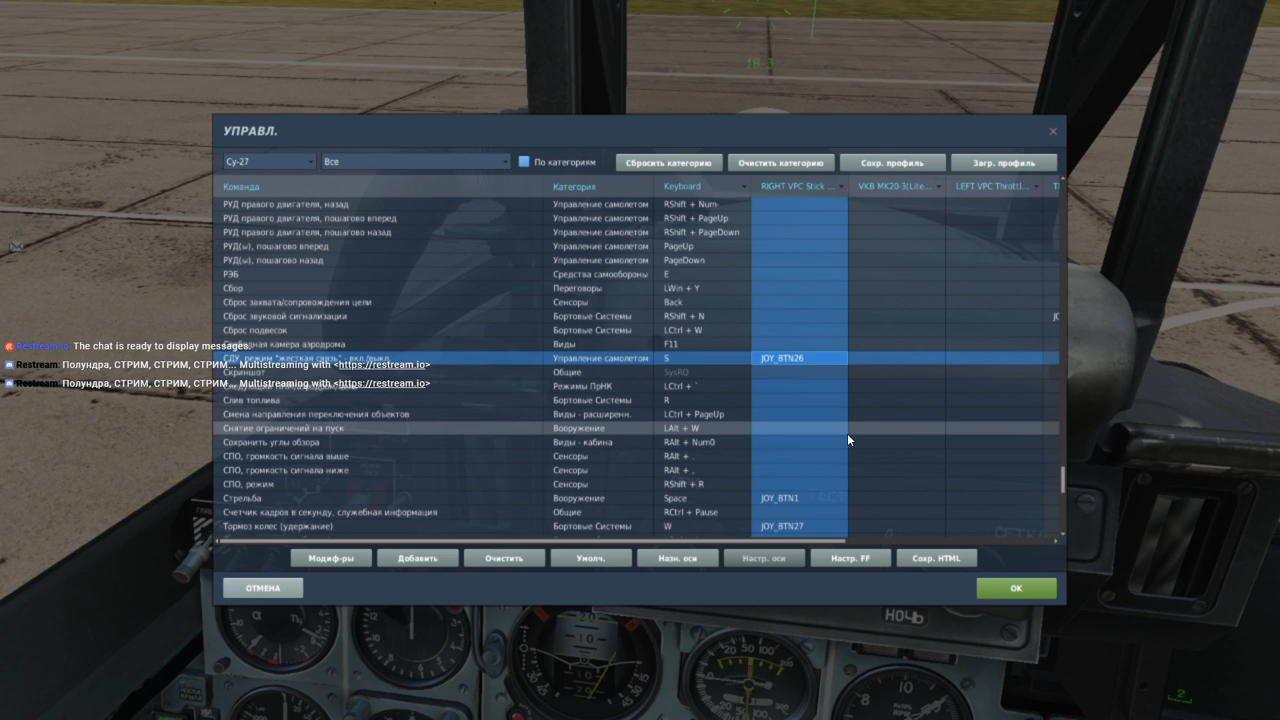 18.3
УПРАВЛ.
Су-27 Все По категориям Сбросить категорию Очистить категорию Сохр. профиль Загр. профиль
Команда Категория Keyboard RIGHT VPC Stick ... VKB MK20-3(Lite... LEFT VPC Throttl...
РУД правого двигателя, назад Управление самолетом RShift + Num-
РУД правого двигателя, пошагово вперед Управление самолетом RShift + PageUp
РУД правого двигателя, пошагово назад Управление самолетом RShift + PageDown
РУД(ы), пошагово вперед Управление самолетом PageUp
РУД(ы), пошагово назад Управление самолетом PageDown
РЭБ Средства самообороны E
Сбор Переговоры LWin + Y
Сброс захвата/сопровождения цели Сенсоры Back
Сброс звуковой сигнализации Бортовые Системы RShift + N
Сброс подвесок Бортовые Системы LCtrl + W
Свободная камера аэродрома Виды F11
СДУ, режим "жесткая связь" - вкл/выкл Управление самолетом S JOY_BTN26
Скриншот Общие SysRQ
Режимы ПрНК LCtrl + `
Слив топлива Бортовые Системы R
Смена направления переключения объектов Виды - расширенн. LCtrl + PageUp
Снятие ограничений на пуск Вооружение LAlt + W
Сохранить углы обзора Виды - кабина RAlt + Num0
СПО, громкость сигнала выше Сенсоры RAlt + .
СПО, громкость сигнала ниже Сенсоры RAlt + ,
СПО, режим Сенсоры RShift + R
Стрельба Вооружение Space JOY_BTN1
Счетчик кадров в секунду, служебная информация Общие RCtrl + Pause
Тормоз колес (удержание) Бортовые Системы W JOY_BTN27
Модиф-ры Добавить Очистить Умолч. Назн. оси Настр. оси Настр. FF Сохр. HTML
ОТМЕНА OK
Restream.io: The chat is ready to display messages.
Restream: Полундра, СТРИМ, СТРИМ, СТРИМ... Multistreaming with <https://restream.io>
Restream: Полундра, СТРИМ, СТРИМ, СТРИМ... Multistreaming with <https://restream.io>
НОЧЬ
2